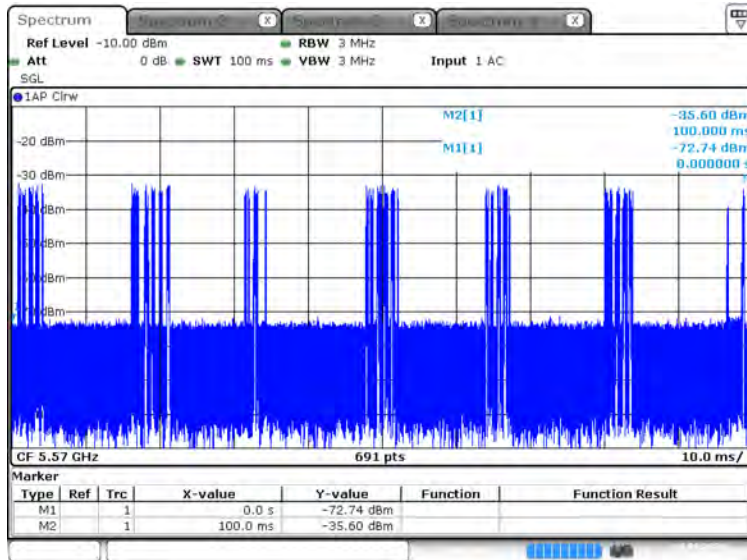 Spectrum
Ref Level -10.00 dBm RBW 3 MHz
Att 0 dB SWT 100 ms VBW 3 MHz Input 1 AC
SGL
1AP Clrw
M2[1] -35.60 dBm
100.000 ms
M1[1] -72.74 dBm
0.000000 s
-20 dBm
-30 dBm
dBm
dBm
dBm
dBm
CF 5.57 GHz 691 pts 10.0 ms/
Marker
Type Ref Trc X-value Y-value Function Function Result
M1 1 0.0 s -72.74 dBm
M2 1 100.0 ms -35.60 dBm